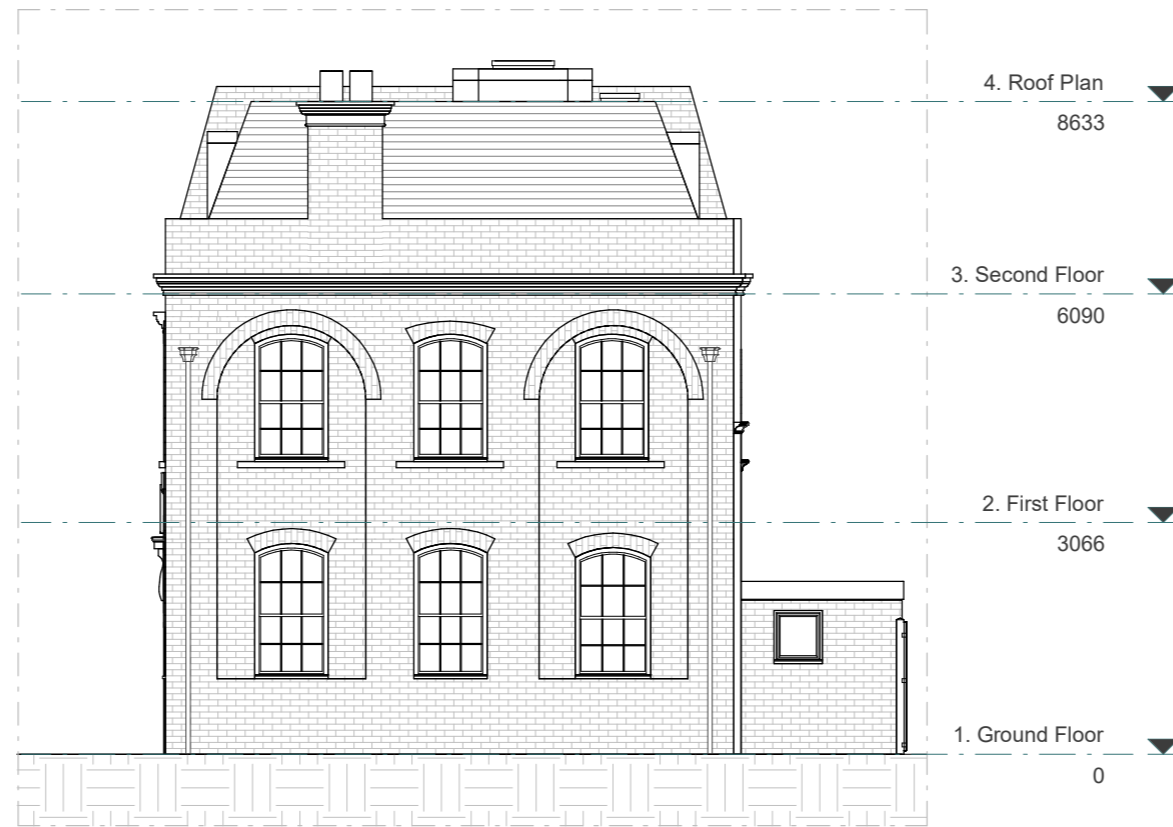 4. Roof Plan
8633
3. Second Floor
6090
2. First Floor
3066
1. Ground Floor
0